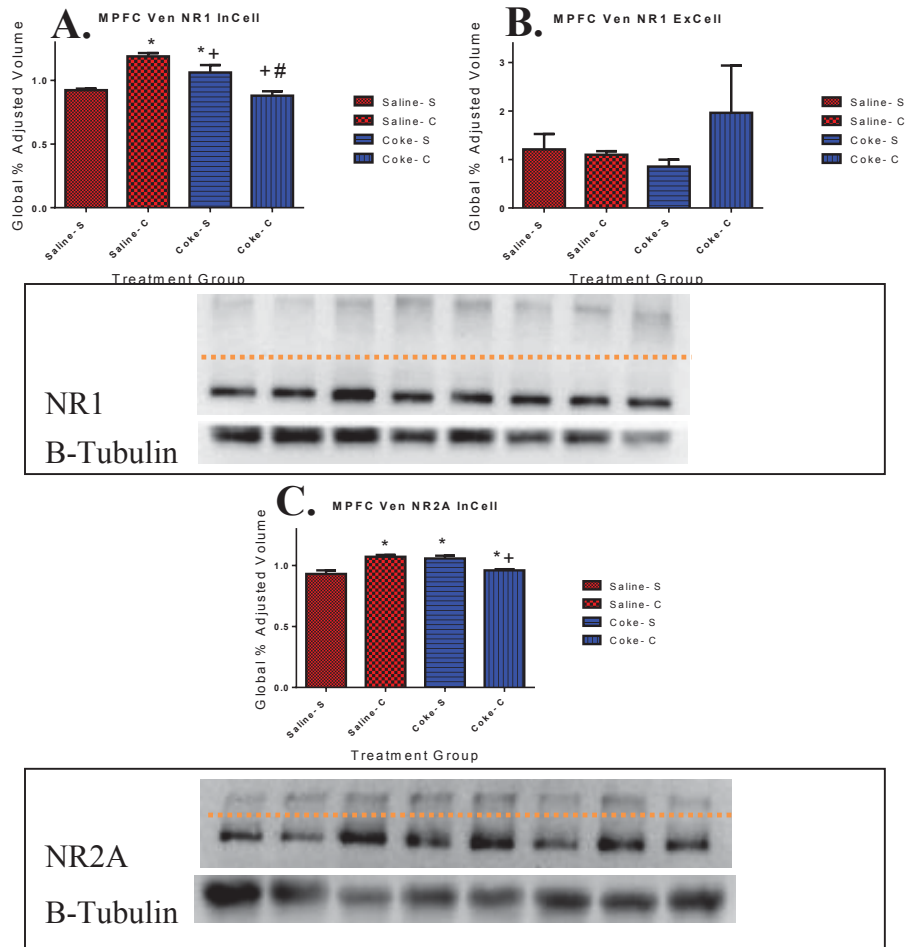 A.
MPFC Ven NR1 InCell
Global % Adjusted Volume
1.0
0.5
0.0
*
* +
+ #
Saline-S
Saline-C
Coke-S
Coke-C
Treatment Group
Saline-S
Saline-C
Coke-S
Coke-C
B.
MPFC Ven NR1 ExCell
Global % Adjusted Volume
3
2
1
0
Saline-S
Saline-C
Coke-S
Coke-C
Treatment Group
Saline-S
Saline-C
Coke-S
Coke-C
NR1
B-Tubulin
C.
MPFC Ven NR2A InCell
Global % Adjusted Volume
1.0
0.5
0.0
*
*
* +
Saline-S
Saline-C
Coke-S
Coke-C
Treatment Group
Saline-S
Saline-C
Coke-S
Coke-C
NR2A
B-Tubulin